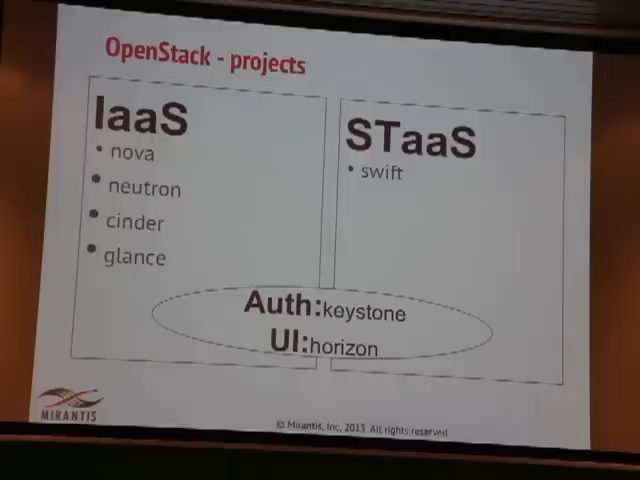 OpenStack - projects
IaaS
• nova
• neutron
• cinder
• glance
STaaS
• swift
Auth:keystone
UI:horizon
MIRANTIS
© Mirantis, Inc, 2013. All rights reserved